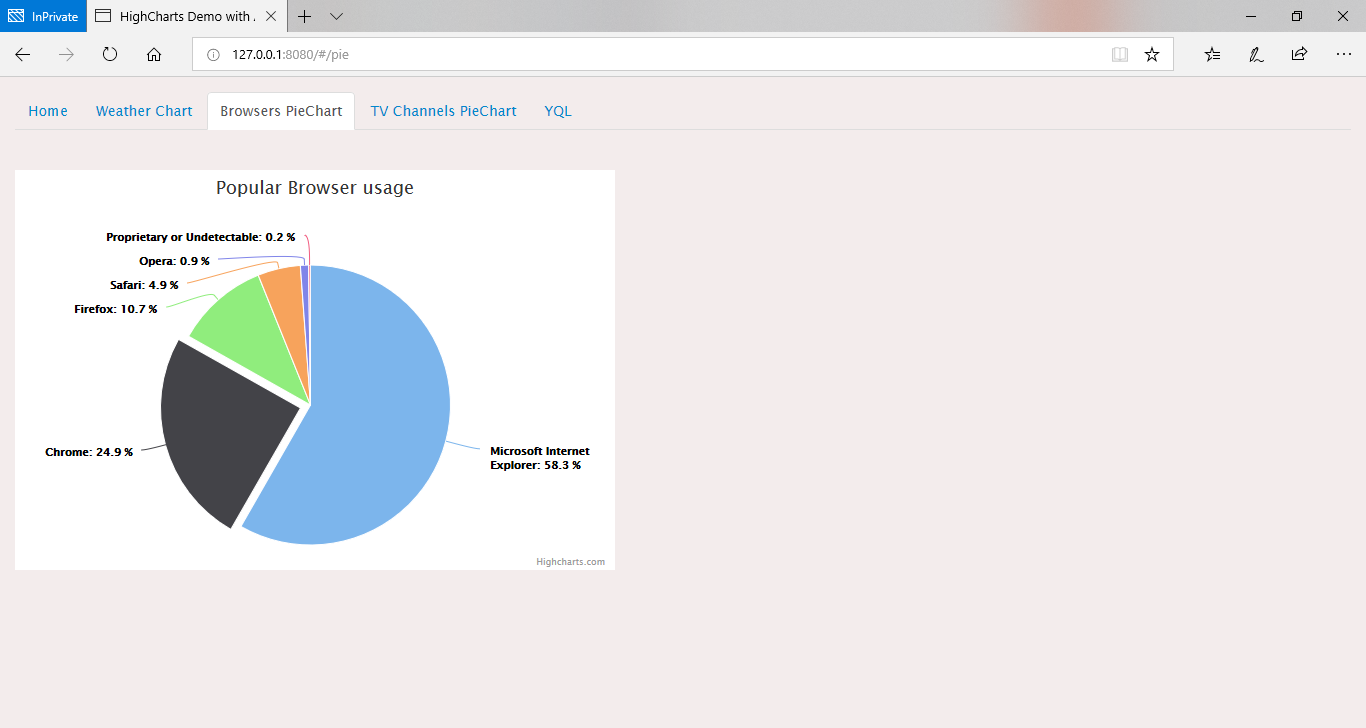 InPrivate
HighCharts Demo with
127.0.0.1:8080/#/pie
Home
Weather Chart
Browsers PieChart
TV Channels PieChart
YQL
Popular Browser usage
Proprietary or Undetectable: 0.2 %
Opera: 0.9 %
Safari: 4.9 %
Firefox: 10.7 %
Chrome: 24.9 %
Microsoft Internet
Explorer: 58.3 %
Highcharts.com